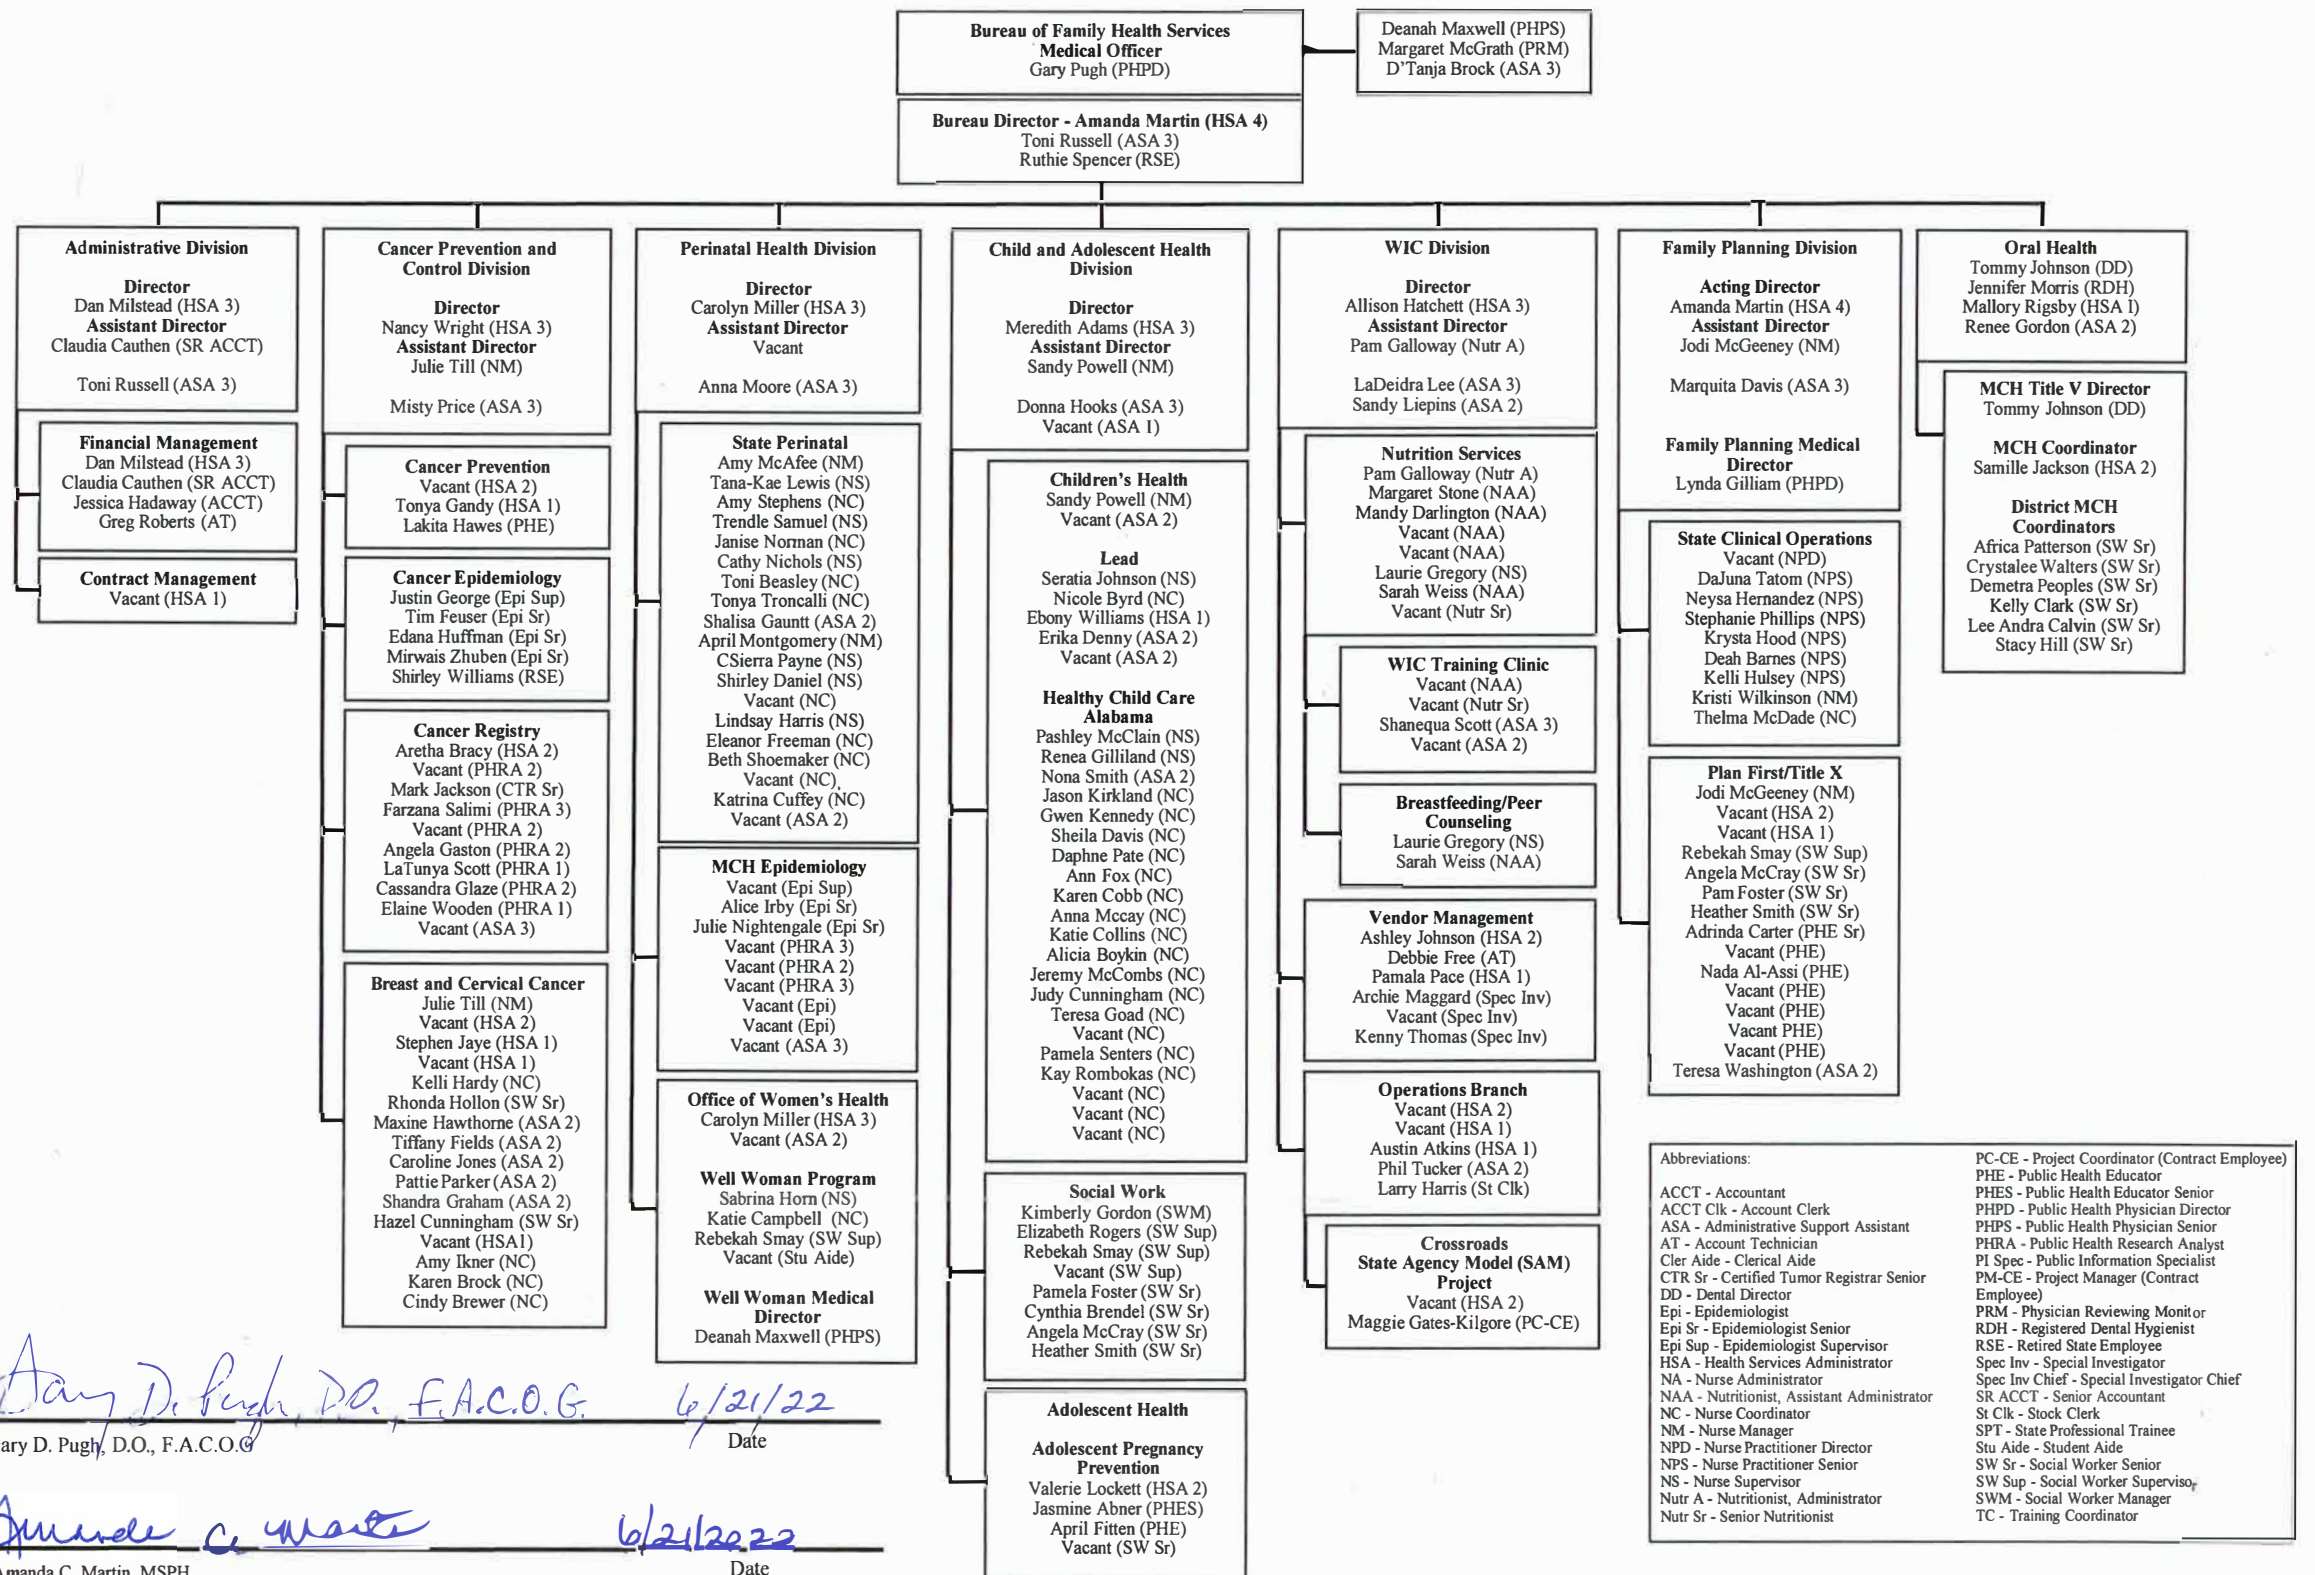 Bureau of Family Health Services
Medical Officer
Gary Pugh (PHPD)
Deanah Maxwell (PHPS)
Margaret McGrath (PRM)
D'Tanja Brock (ASA 3)
Bureau Director - Amanda Martin (HSA 4)
Toni Russell (ASA 3)
Ruthie Spencer (RSE)
Administrative Division
Director
Dan Milstead (HSA 3)
Assistant Director
Claudia Cauthen (SR ACCT)
Toni Russell (ASA 3)
Financial Management
Dan Milstead (HSA 3)
Claudia Cauthen (SR ACCT)
Jessica Hadaway (ACCT)
Greg Roberts (AT)
Contract Management
Vacant (HSA 1)
Cancer Prevention and
Control Division
Director
Nancy Wright (HSA 3)
Assistant Director
Julie Till (NM)
Misty Price (ASA 3)
Cancer Prevention
Vacant (HSA 2)
Tonya Gandy (HSA 1)
Lakita Hawes (PHE)
Cancer Epidemiology
Justin George (Epi Sup)
Tim Feuser (Epi Sr)
Edana Huffman (Epi Sr)
Mirwais Zhuben (Epi Sr)
Shirley Williams (RSE)
Cancer Registry
Aretha Bracy (HSA 2)
Vacant (PHRA 2)
Mark Jackson (CTR Sr)
Farzana Salimi (PHRA 3)
Vacant (PHRA 2)
Angela Gaston (PHRA 2)
LaTunya Scott (PHRA 1)
Cassandra Glaze (PHRA 2)
Elaine Wooden (PHRA 1)
Vacant (ASA 3)
Breast and Cervical Cancer
Julie Till (NM)
Vacant (HSA 2)
Stephen Jaye (HSA 1)
Vacant (HSA 1)
Kelli Hardy (NC)
Rhonda Hollon (SW Sr)
Maxine Hawthorne (ASA 2)
Tiffany Fields (ASA 2)
Caroline Jones (ASA 2)
Pattie Parker (ASA 2)
Shandra Graham (ASA 2)
Hazel Cunningham (SW Sr)
Vacant (HSA1)
Amy Ikner (NC)
Karen Brock (NC)
Cindy Brewer (NC)
Perinatal Health Division
Director
Carolyn Miller (HSA 3)
Assistant Director
Vacant
Anna Moore (ASA 3)
State Perinatal
Amy McAfee (NM)
Tana-Kae Lewis (NS)
Amy Stephens (NC)
Trendle Samuel (NS)
Janise Norman (NC)
Cathy Nichols (NS)
Toni Beasley (NC)
Tonya Troncalli (NC)
Shalisa Gauntt (ASA 2)
April Montgomery (NM)
CSierra Payne (NS)
Shirley Daniel (NS)
Vacant (NC)
Lindsay Harris (NS)
Eleanor Freeman (NC)
Beth Shoemaker (NC)
Vacant (NC)
Katrina Cuffey (NC)
Vacant (ASA 2)
MCH Epidemiology
Vacant (Epi Sup)
Alice Irby (Epi Sr)
Julie Nightengale (Epi Sr)
Vacant (PHRA 3)
Vacant (PHRA 2)
Vacant (PHRA 3)
Vacant (Epi)
Vacant (Epi)
Vacant (ASA 3)
Office of Women's Health
Carolyn Miller (HSA 3)
Vacant (ASA 2)
Well Woman Program
Sabrina Horn (NS)
Katie Campbell (NC)
Rebekah Smay (SW Sup)
Vacant (Stu Aide)
Well Woman Medical
Director
Deanah Maxwell (PHPS)
Child and Adolescent Health
Division
Director
Meredith Adams (HSA 3)
Assistant Director
Sandy Powell (NM)
Donna Hooks (ASA 3)
Vacant (ASA 1)
Children's Health
Sandy Powell (NM)
Vacant (ASA 2)
Lead
Seratia Johnson (NS)
Nicole Byrd (NC)
Ebony Williams (HSA 1)
Erika Denny (ASA 2)
Vacant (ASA 2)
Healthy Child Care
Alabama
Pashley McClain (NS)
Renea Gilliland (NS)
Nona Smith (ASA 2)
Jason Kirkland (NC)
Gwen Kennedy (NC)
Sheila Davis (NC)
Daphne Pate (NC)
Ann Fox (NC)
Karen Cobb (NC)
Anna Mccay (NC)
Katie Collins (NC)
Alicia Boykin (NC)
Jeremy McCombs (NC)
Judy Cunningham (NC)
Teresa Goad (NC)
Vacant (NC)
Pamela Senters (NC)
Kay Rombokas (NC)
Vacant (NC)
Vacant (NC)
Vacant (NC)
Social Work
Kimberly Gordon (SWM)
Elizabeth Rogers (SW Sup)
Rebekah Smay (SW Sup)
Vacant (SW Sup)
Pamela Foster (SW Sr)
Cynthia Brendel (SW Sr)
Angela McCray (SW Sr)
Heather Smith (SW Sr)
Adolescent Health
Adolescent Pregnancy
Prevention
Valerie Lockett (HSA 2)
Jasmine Abner (PHES)
April Fitten (PHE)
Vacant (SW Sr)
WIC Division
Director
Allison Hatchett (HSA 3)
Assistant Director
Pam Galloway (Nutr A)
LaDeidra Lee (ASA 3)
Sandy Liepins (ASA 2)
Nutrition Services
Pam Galloway (Nutr A)
Margaret Stone (NAA)
Mandy Darlington (NAA)
Vacant (NAA)
Vacant (NAA)
Laurie Gregory (NS)
Sarah Weiss (NAA)
Vacant (Nutr Sr)
WIC Training Clinic
Vacant (NAA)
Vacant (Nutr Sr)
Shanequa Scott (ASA 3)
Vacant (ASA 2)
Breastfeeding/Peer
Counseling
Laurie Gregory (NS)
Sarah Weiss (NAA)
Vendor Management
Ashley Johnson (HSA 2)
Debbie Free (AT)
Pamala Pace (HSA 1)
Archie Maggard (Spec Inv)
Vacant (Spec Inv)
Kenny Thomas (Spec Inv)
Operations Branch
Vacant (HSA 2)
Vacant (HSA 1)
Austin Atkins (HSA 1)
Phil Tucker (ASA 2)
Larry Harris (St Clk)
Crossroads
State Agency Model (SAM)
Project
Vacant (HSA 2)
Maggie Gates-Kilgore (PC-CE)
Family Planning Division
Acting Director
Amanda Martin (HSA 4)
Assistant Director
Jodi McGeeney (NM)
Marquita Davis (ASA 3)
Family Planning Medical
Director
Lynda Gilliam (PHPD)
State Clinical Operations
Vacant (NPD)
DaJuna Tatom (NPS)
Neysa Hernandez (NPS)
Stephanie Phillips (NPS)
Krysta Hood (NPS)
Deah Barnes (NPS)
Kelli Hulsey (NPS)
Kristi Wilkinson (NM)
Thelma McDade (NC)
Plan First/Title X
Jodi McGeeney (NM)
Vacant (HSA 2)
Vacant (HSA 1)
Rebekah Smay (SW Sup)
Angela McCray (SW Sr)
Pam Foster (SW Sr)
Heather Smith (SW Sr)
Adrinda Carter (PHE Sr)
Vacant (PHE)
Nada Al-Assi (PHE)
Vacant (PHE)
Vacant (PHE)
Vacant PHE)
Vacant (PHE)
Teresa Washington (ASA 2)
Oral Health
Tommy Johnson (DD)
Jennifer Morris (RDH)
Mallory Rigsby (HSA 1)
Renee Gordon (ASA 2)
MCH Title V Director
Tommy Johnson (DD)
MCH Coordinator
Samille Jackson (HSA 2)
District MCH
Coordinators
Africa Patterson (SW Sr)
Crystalee Walters (SW Sr)
Demetra Peoples (SW Sr)
Kelly Clark (SW Sr)
Lee Andra Calvin (SW Sr)
Stacy Hill (SW Sr)
Abbreviations:
ACCT - Accountant
ACCT Clk - Account Clerk
ASA - Administrative Support Assistant
AT - Account Technician
Cler Aide - Clerical Aide
CTR Sr - Certified Tumor Registrar Senior
DD - Dental Director
Epi - Epidemiologist
Epi Sr - Epidemiologist Senior
Epi Sup - Epidemiologist Supervisor
HSA - Health Services Administrator
NA - Nurse Administrator
NAA - Nutritionist, Assistant Administrator
NC - Nurse Coordinator
NM - Nurse Manager
NPD - Nurse Practitioner Director
NPS - Nurse Practitioner Senior
NS - Nurse Supervisor
Nutr A - Nutritionist, Administrator
Nutr Sr - Senior Nutritionist
PC-CE - Project Coordinator (Contract Employee)
PHE - Public Health Educator
PHES - Public Health Educator Senior
PHPD - Public Health Physician Director
PHPS - Public Health Physician Senior
PHRA - Public Health Research Analyst
PI Spec - Public Information Specialist
PM-CE - Project Manager (Contract
Employee)
PRM - Physician Reviewing Monitor
RDH - Registered Dental Hygienist
RSE - Retired State Employee
Spec Inv - Special Investigator
Spec Inv Chief - Special Investigator Chief
SR ACCT - Senior Accountant
St Clk - Stock Clerk
SPT - State Professional Trainee
Stu Aide - Student Aide
SW Sr - Social Worker Senior
SW Sup - Social Worker Supervisor
SWM - Social Worker Manager
TC - Training Coordinator
Gary D. Pugh, D.O., F.A.C.O.G. 6/21/22
ary D. Pugh, D.O., F.A.C.O.G Date
Amanda C. Martin 6/21/2022
Amanda C. Martin, MSPH Date